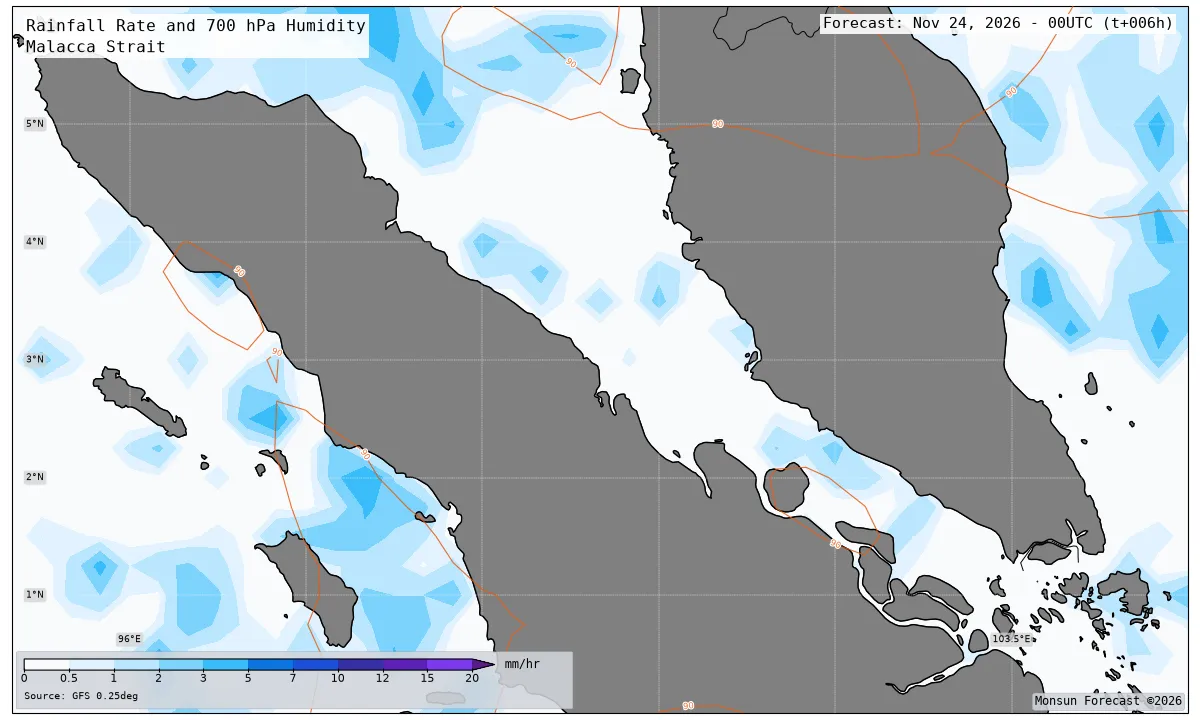 Rainfall Rate and 700 hPa Humidity
Malacca Strait
Forecast: Nov 24, 2026 - 00UTC (t+006h)
90
90
90
5°N
4°N
90
90
3°N
90
2°N
90
1°N
96°E
103.5°E
mm/hr
0 0.5 1 2 3 5 7 10 12 15 20
Source: GFS 0.25deg
90
Monsun Forecast ©2026